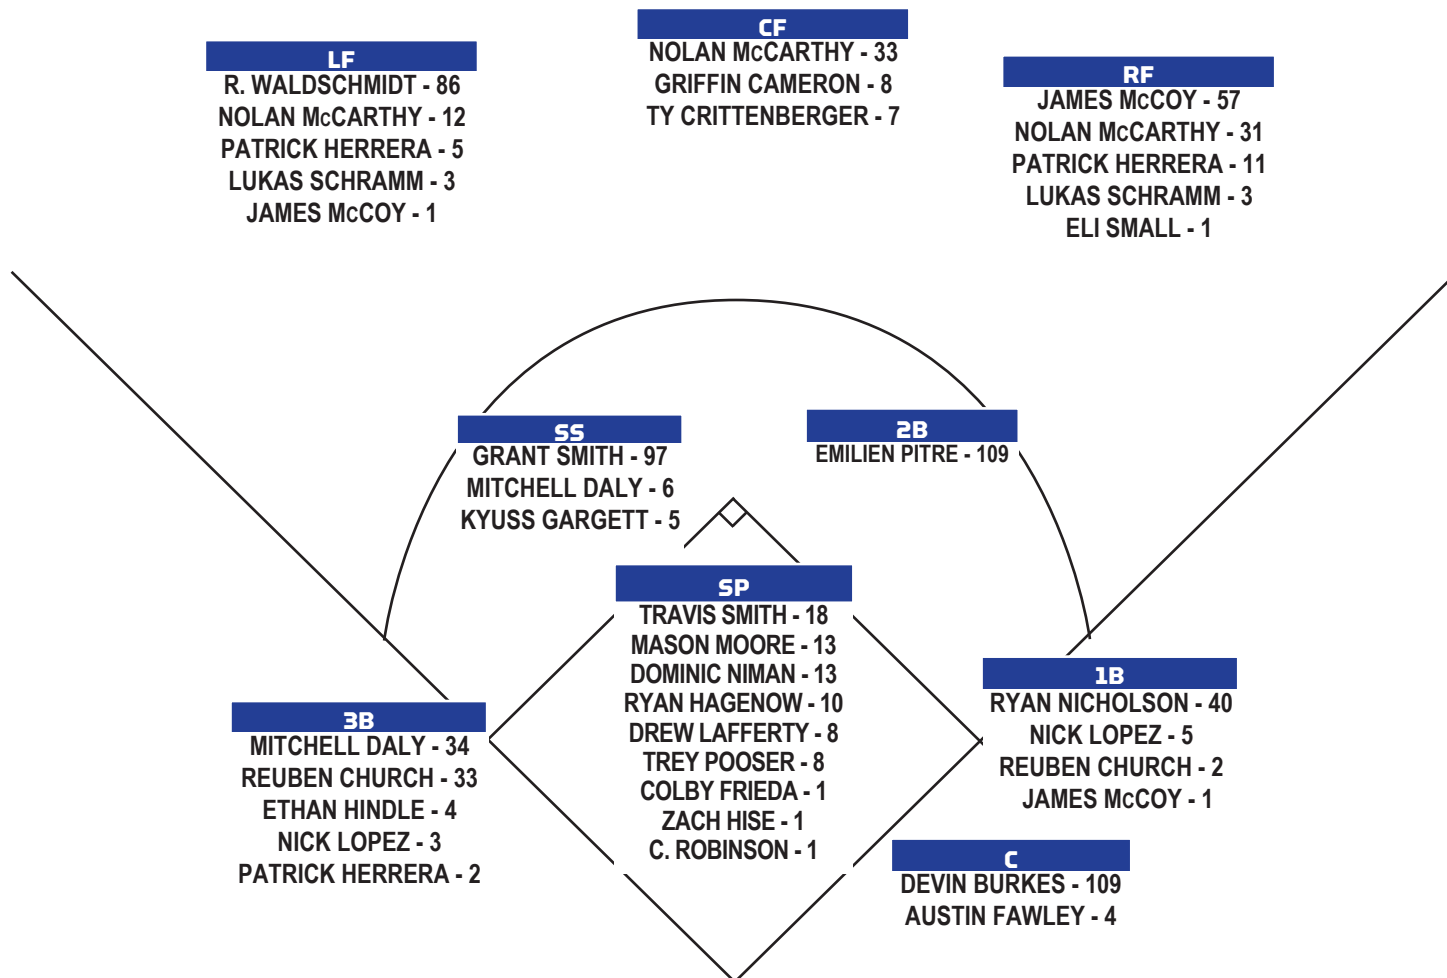 LF
R. WALDSCHMIDT - 86
NOLAN McCARTHY - 12
PATRICK HERRERA - 5
LUKAS SCHRAMM - 3
JAMES McCOY - 1
CF
NOLAN McCARTHY - 33
GRIFFIN CAMERON - 8
TY CRITTENBERGER - 7
RF
JAMES McCOY - 57
NOLAN McCARTHY - 31
PATRICK HERRERA - 11
LUKAS SCHRAMM - 3
ELI SMALL - 1
SS
GRANT SMITH - 97
MITCHELL DALY - 6
KYUSS GARGETT - 5
2B
EMILIEN PITRE - 109
SP
TRAVIS SMITH - 18
MASON MOORE - 13
DOMINIC NIMAN - 13
RYAN HAGENOW - 10
DREW LAFFERTY - 8
TREY POOSER - 8
COLBY FRIEDA - 1
ZACH HISE - 1
C. ROBINSON - 1
3B
MITCHELL DALY - 34
REUBEN CHURCH - 33
ETHAN HINDLE - 4
NICK LOPEZ - 3
PATRICK HERRERA - 2
1B
RYAN NICHOLSON - 40
NICK LOPEZ - 5
REUBEN CHURCH - 2
JAMES McCOY - 1
C
DEVIN BURKES - 109
AUSTIN FAWLEY - 4